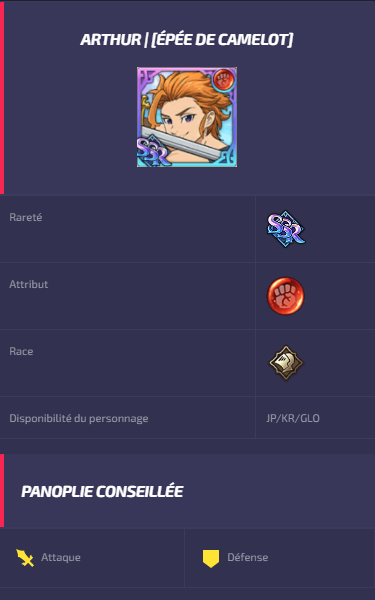 ARTHUR | [ÉPÉE DE CAMELOT]
SSR
Rareté
SSR
Attribut
Race
Disponibilité du personnage
JP/KR/GLO
PANOPLIE CONSEILLÉE
Attaque
Défense